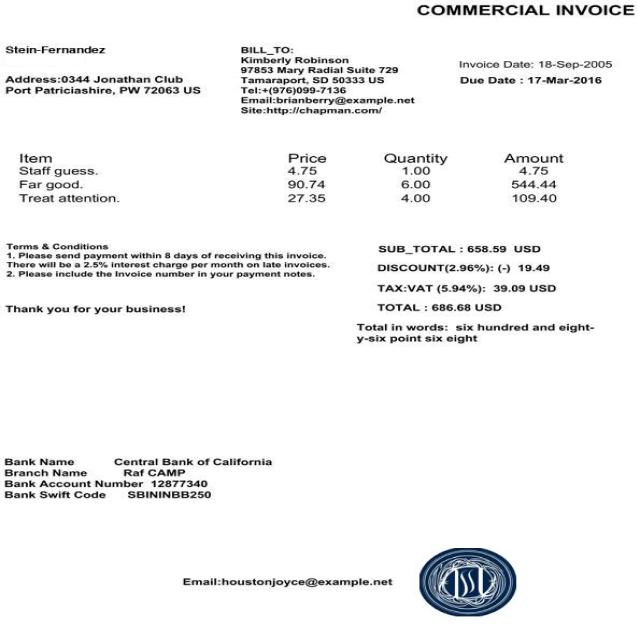 COMMERCIAL INVOICE
Stein-Fernandez
Address:0344 Jonathan Club
Port Patriciashire, PW 72063 US
BILL_TO:
Kimberly Robinson
97853 Mary Radial Suite 729
Tamaraport, SD 50333 US
Tel:+(976)099-7136
Email:brianberry@example.net
Site:http://chapman.com/
Invoice Date: 18-Sep-2005
Due Date : 17-Mar-2016
Item Price Quantity Amount
Staff guess. 4.75 1.00 4.75
Far good. 90.74 6.00 544.44
Treat attention. 27.35 4.00 109.40
Terms & Conditions
1. Please send payment within 8 days of receiving this invoice.
There will be a 2.5% interest charge per month on late invoices.
2. Please include the Invoice number in your payment notes.
Thank you for your business!
SUB_TOTAL : 658.59 USD
DISCOUNT(2.96%): (-) 19.49
TAX:VAT (5.94%): 39.09 USD
TOTAL : 686.68 USD
Total in words: six hundred and eight-
y-six point six eight
Bank Name Central Bank of California
Branch Name Raf CAMP
Bank Account Number 12877340
Bank Swift Code SBININBB250
Email:houstonjoyce@example.net